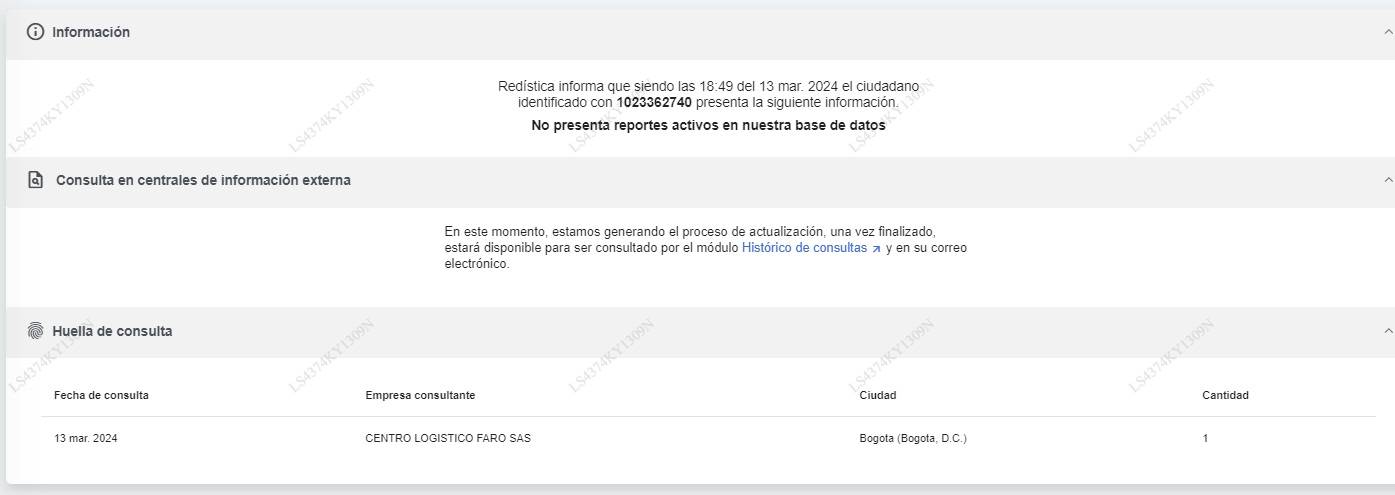 Información
Redística informa que siendo las 18:49 del 13 mar. 2024 el ciudadano
identificado con 1023362740 presenta la siguiente información.
No presenta reportes activos en nuestra base de datos
LS4374KY1309N LS4374KY1309N LS4374KY1309N LS4374KY1309N LS4374KY1309N
Consulta en centrales de información externa
En este momento, estamos generando el proceso de actualización, una vez finalizado,
estará disponible para ser consultado por el módulo Histórico de consultas y en su correo
electrónico.
Huella de consulta
LS4374KY1309N LS4374KY1309N LS4374KY1309N LS4374KY1309N LS4374KY1309N
Fecha de consulta Empresa consultante Ciudad Cantidad
13 mar. 2024 CENTRO LOGISTICO FARO SAS Bogota (Bogota, D.C.) 1